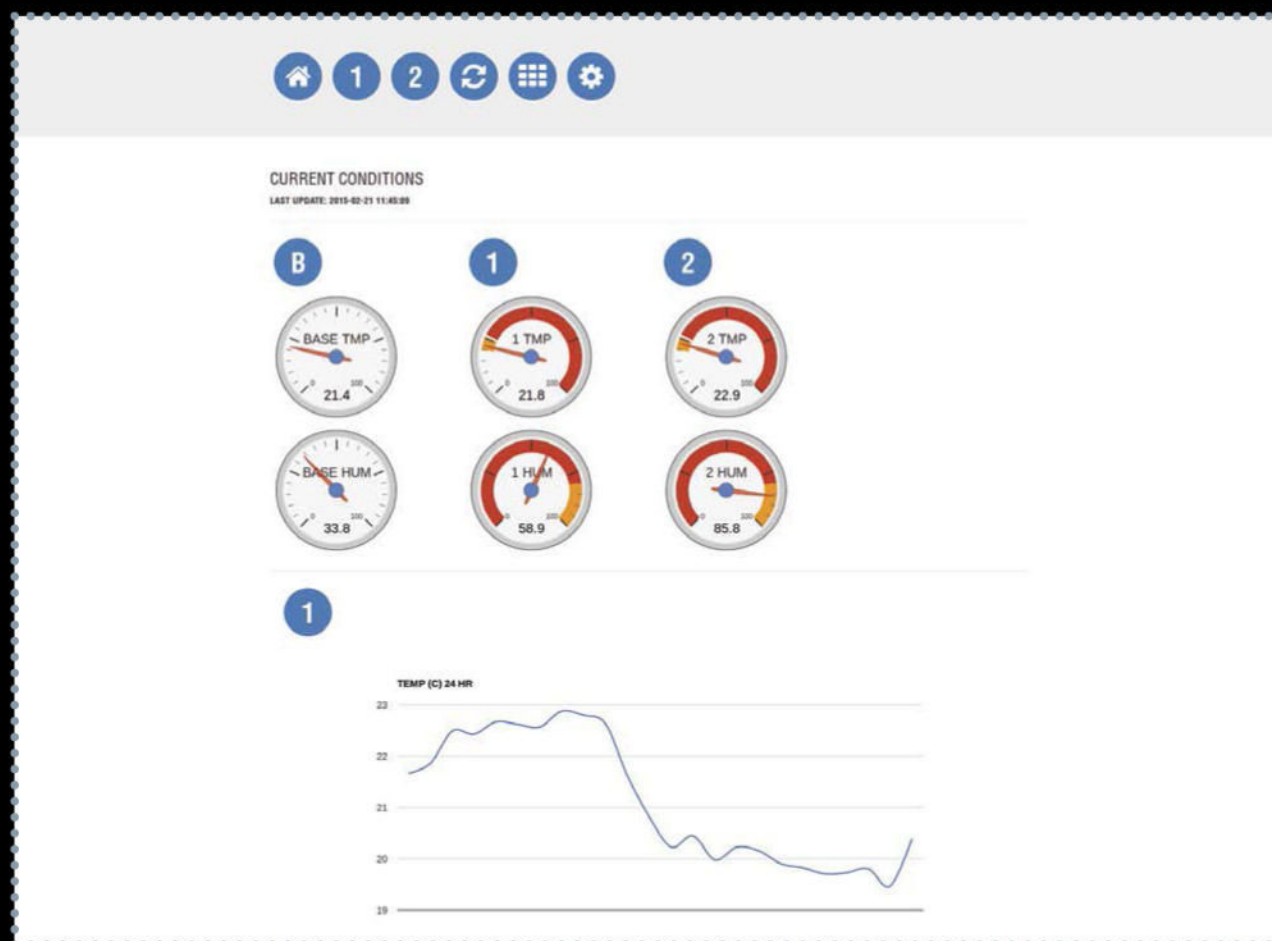 1 2
CURRENT CONDITIONS
LAST UPDATE: 2015-02-21 11:45:09
B 1 2
BASE TMP 1 TMP 2 TMP
0 100 0 100 0 100
21.4 21.8 22.9
BASE HUM 1 HUM 2 HUM
0 100 0 100 0 100
33.8 58.9 85.8
1
TEMP (C) 24 HR
23
22
21
20
19